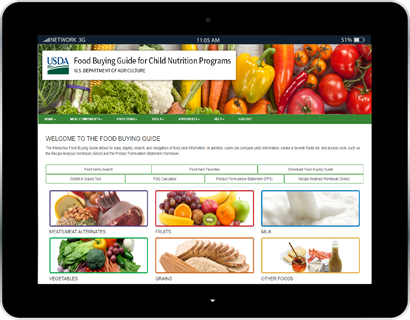 NETWORK 3G 11:05 AM 51%
USDA Food Buying Guide for Child Nutrition Programs
U.S. DEPARTMENT OF AGRICULTURE
HOME MEAL COMPONENTS FOOD ITEMS TOOLS APPENDIXES HELP LOG OUT
WELCOME TO THE FOOD BUYING GUIDE
The Interactive Food Buying Guide allows for easy display, search, and navigation of food yield information. In addition, users can compare yield information, create a favorite foods list, and access tools, such as
the Recipe Analysis Workbook (RAW) and the Product Formulation Statement Workbook.
Food Items Search Food Item Favorites Download Food Buying Guide
Exhibit A Grains Tool FBG Calculator Product Formulation Statement (PFS) Recipe Analysis Workbook (RAW)
MEATS/MEAT ALTERNATES FRUITS MILK
VEGETABLES GRAINS OTHER FOODS